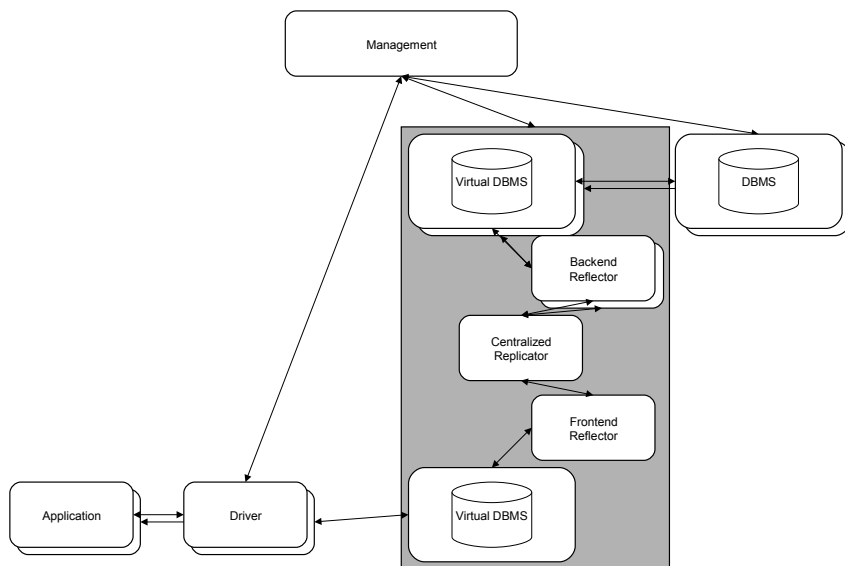 Management
Virtual DBMS
DBMS
Backend
Reflector
Centralized
Replicator
Frontend
Reflector
Application
Driver
Virtual DBMS